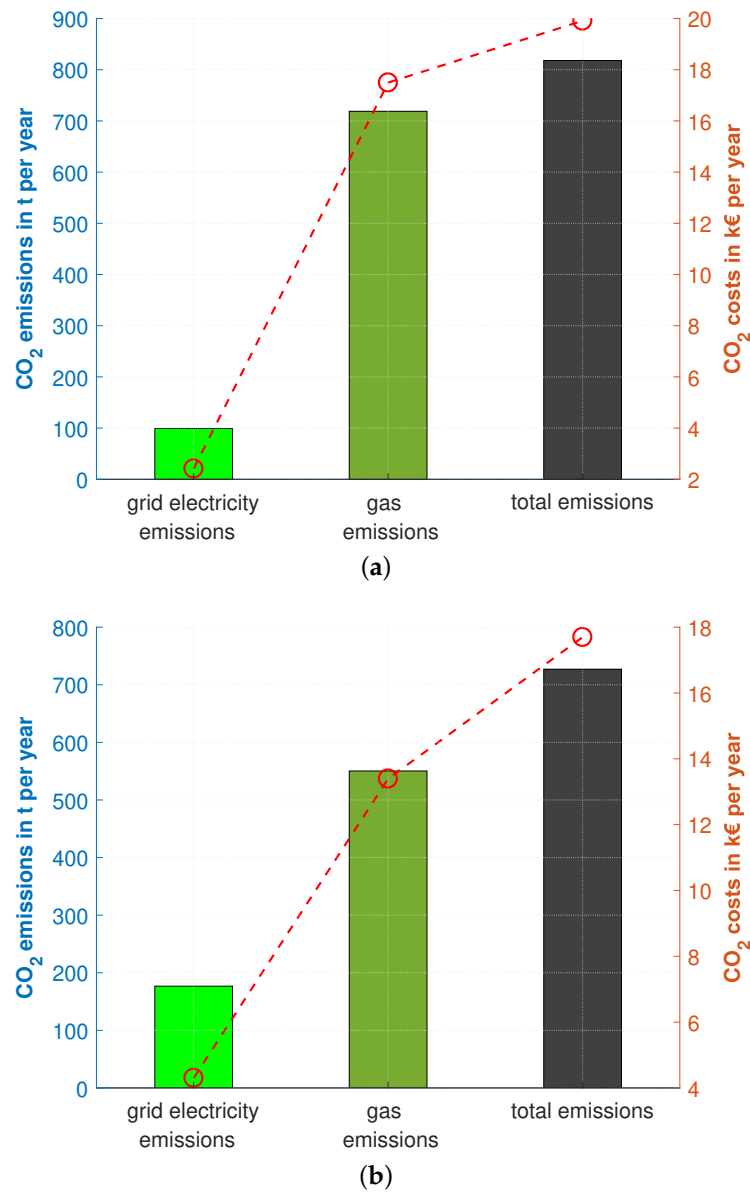 CO2 emissions in t per year
900
800
700
600
500
400
300
200
100
0
20
18
16
14
12
10
8
6
4
2
CO2 costs in k€ per year
grid electricity
emissions
gas
emissions
total emissions
(a)
CO2 emissions in t per year
800
700
600
500
400
300
200
100
0
18
16
14
12
10
8
6
4
CO2 costs in k€ per year
grid electricity
emissions
gas
emissions
total emissions
(b)